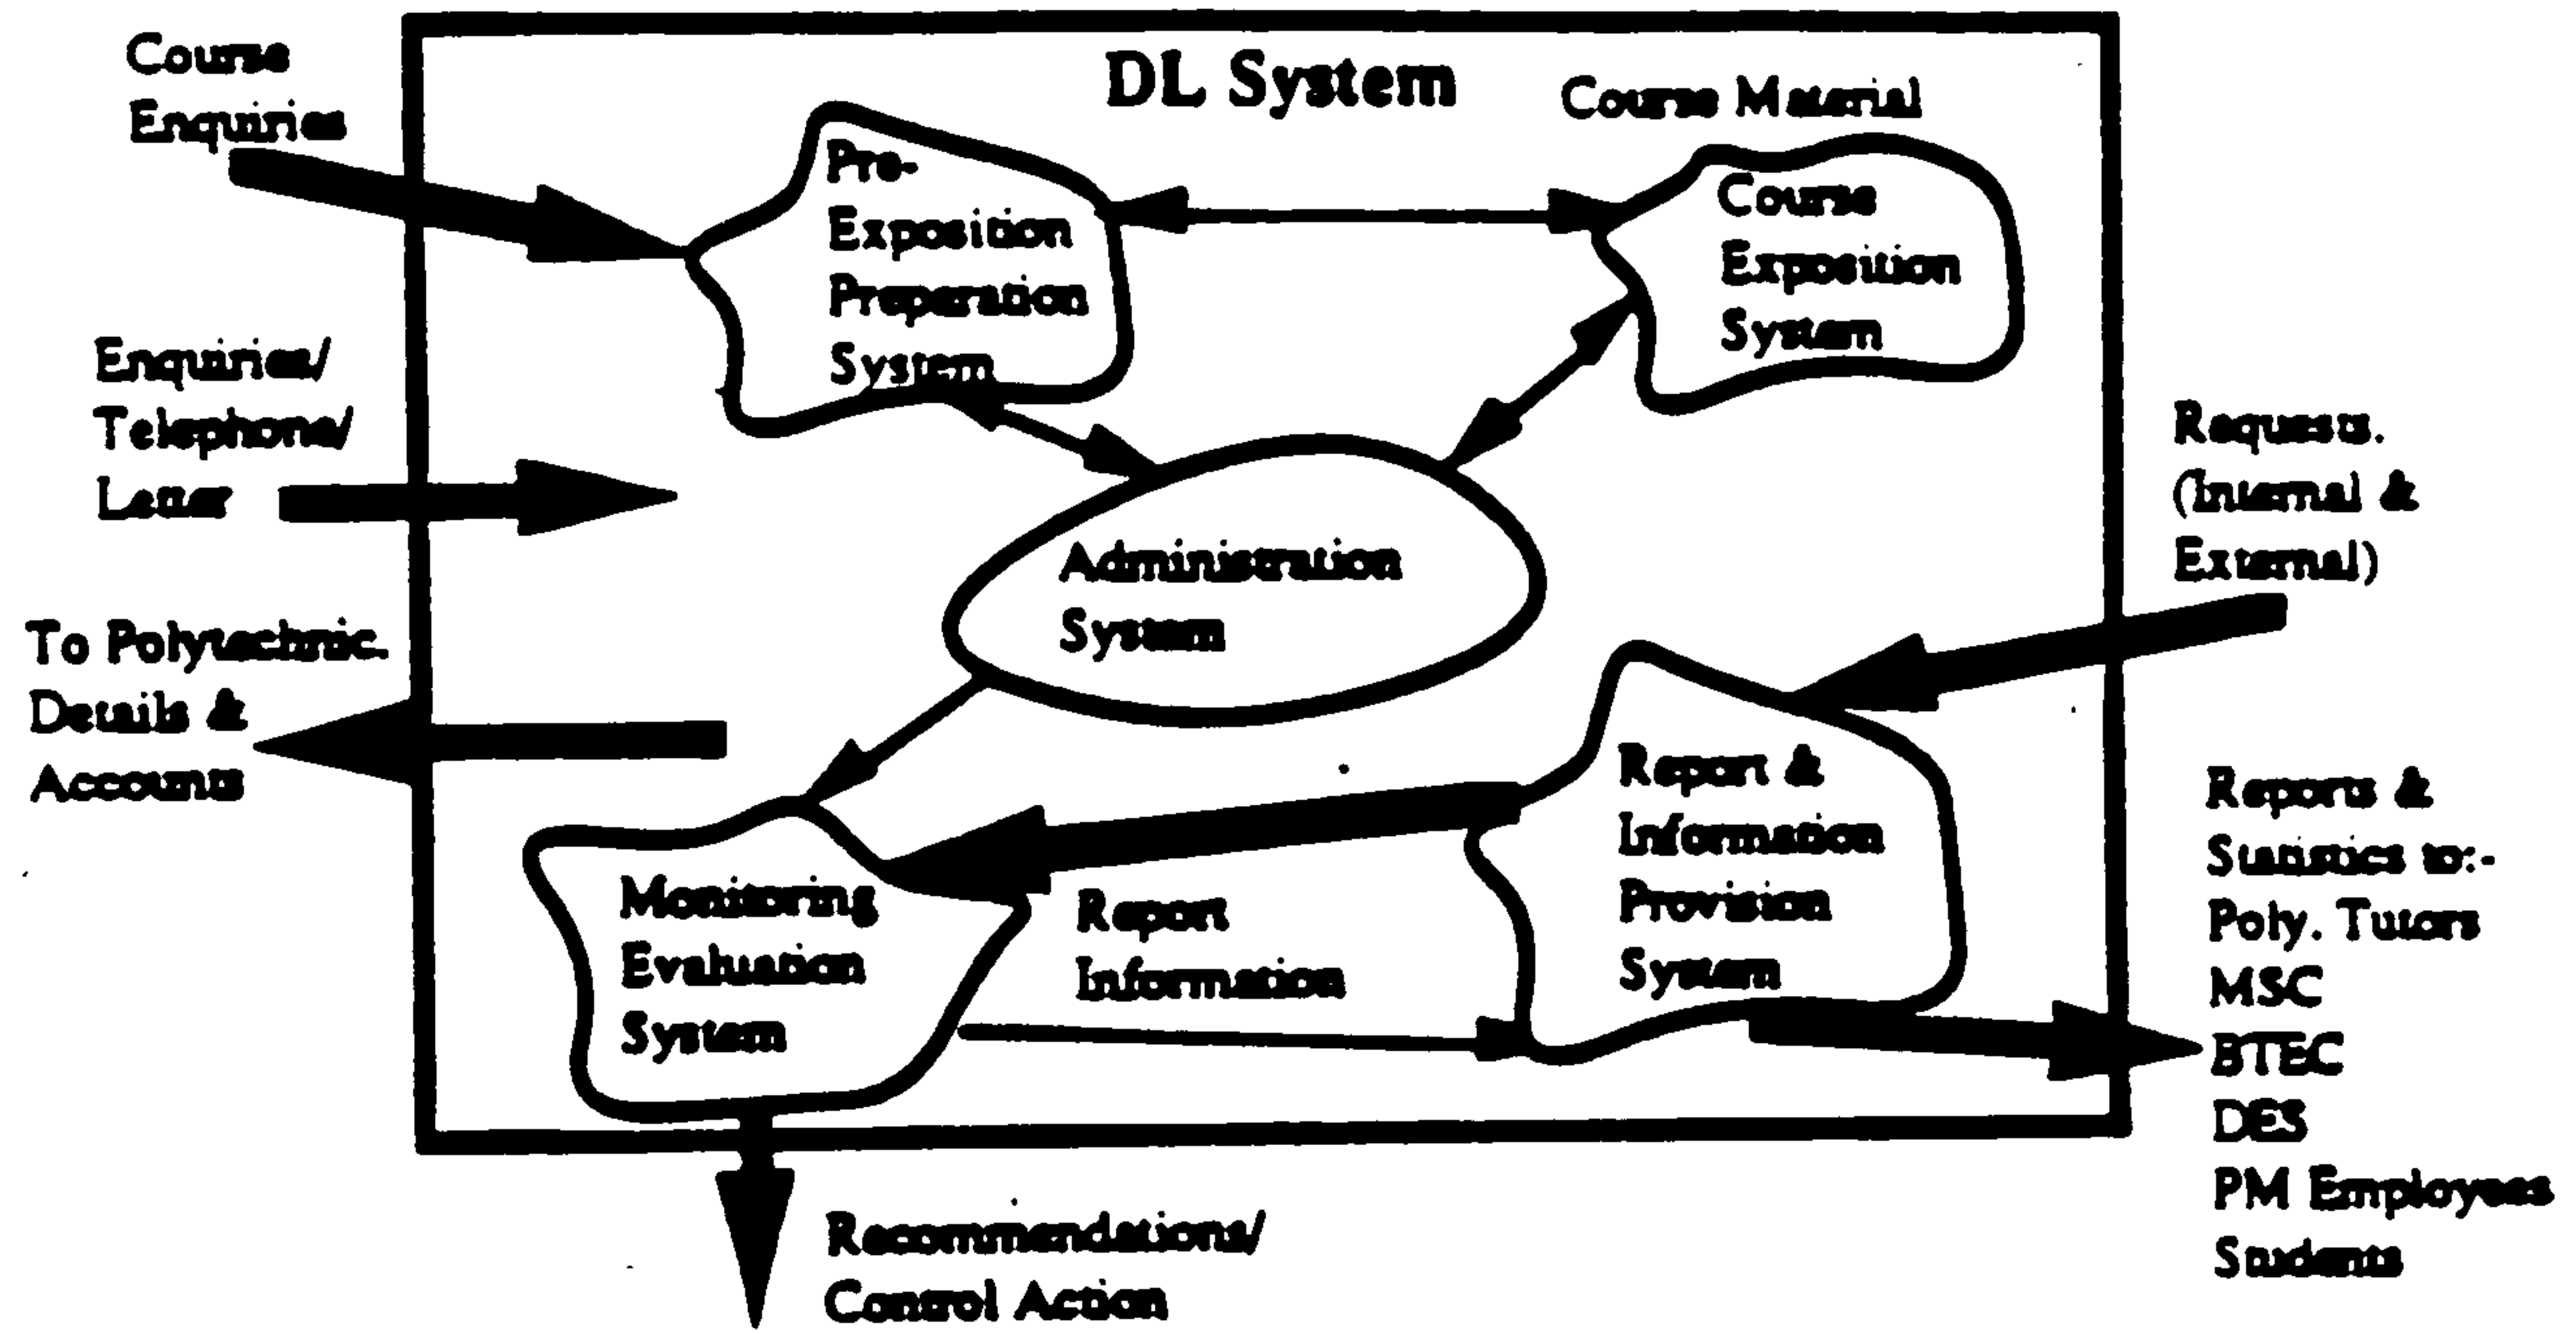 DL System
Course
Enquiries
Course Material
Pre-
Exposition
Preparation
System
Course
Exposition
System
Enquiries/
Telephone/
Letter
Requests.
(Internal &
External)
Administration
System
To Polytechnic.
Details &
Accounts
Report &
Information
Provision
System
Monitoring
Evaluation
System
Report
Information
Reports &
Statistics to:-
Poly. Tutors
MSC
BTEC
DES
PM Employees
Students
Recommendations/
Control Action